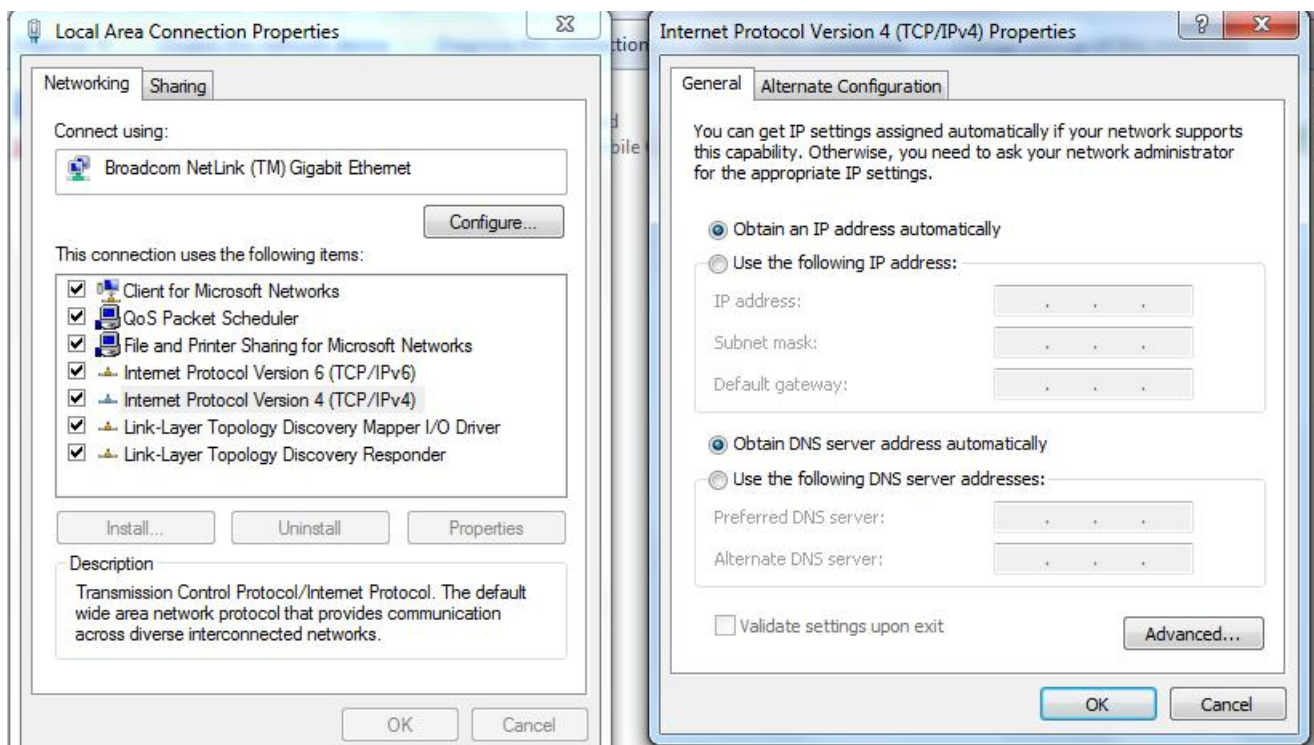 Local Area Connection Properties
Networking
Sharing
Connect using:
Broadcom NetLink (TM) Gigabit Ethernet
Configure...
This connection uses the following items:
Client for Microsoft Networks
QoS Packet Scheduler
File and Printer Sharing for Microsoft Networks
Internet Protocol Version 6 (TCP/IPv6)
Internet Protocol Version 4 (TCP/IPv4)
Link-Layer Topology Discovery Mapper I/O Driver
Link-Layer Topology Discovery Responder
Install...
Uninstall
Properties
Description
Transmission Control Protocol/Internet Protocol. The default
wide area network protocol that provides communication
across diverse interconnected networks.
OK
Cancel
Internet Protocol Version 4 (TCP/IPv4) Properties
General
Alternate Configuration
You can get IP settings assigned automatically if your network supports
this capability. Otherwise, you need to ask your network administrator
for the appropriate IP settings.
Obtain an IP address automatically
Use the following IP address:
IP address:
Subnet mask:
Default gateway:
Obtain DNS server address automatically
Use the following DNS server addresses:
Preferred DNS server:
Alternate DNS server:
Validate settings upon exit
Advanced...
OK
Cancel